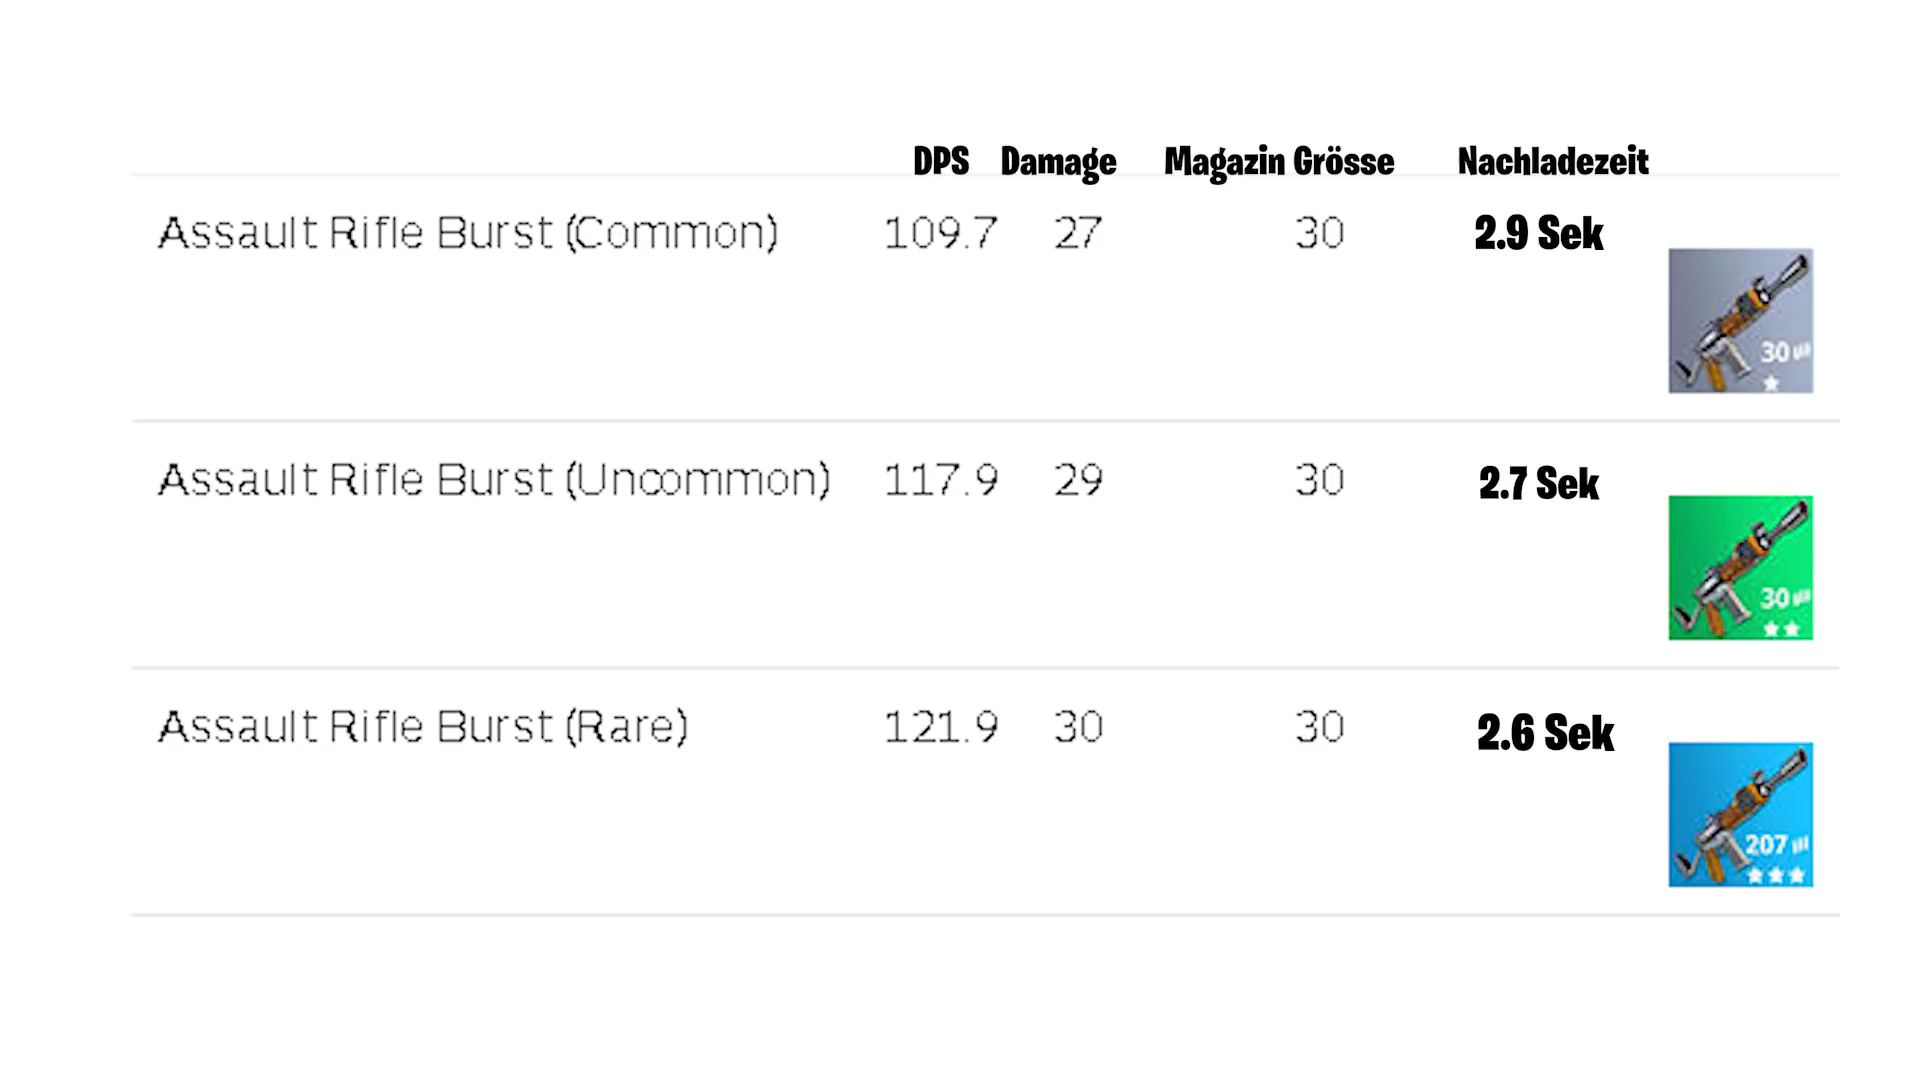 DPS Damage Magazin Grösse Nachladezeit
Assault Rifle Burst (Common) 109.7 27 30 2.9 Sek
30
Assault Rifle Burst (Uncommon) 117.9 29 30 2.7 Sek
30
Assault Rifle Burst (Rare) 121.9 30 30 2.6 Sek
207